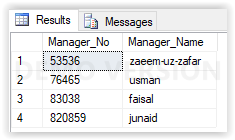 Results Messages
Manager_No Manager_Name
1 53536 zaeem-uz-zafar
2 76465 usman
3 83038 faisal
4 820859 junaid